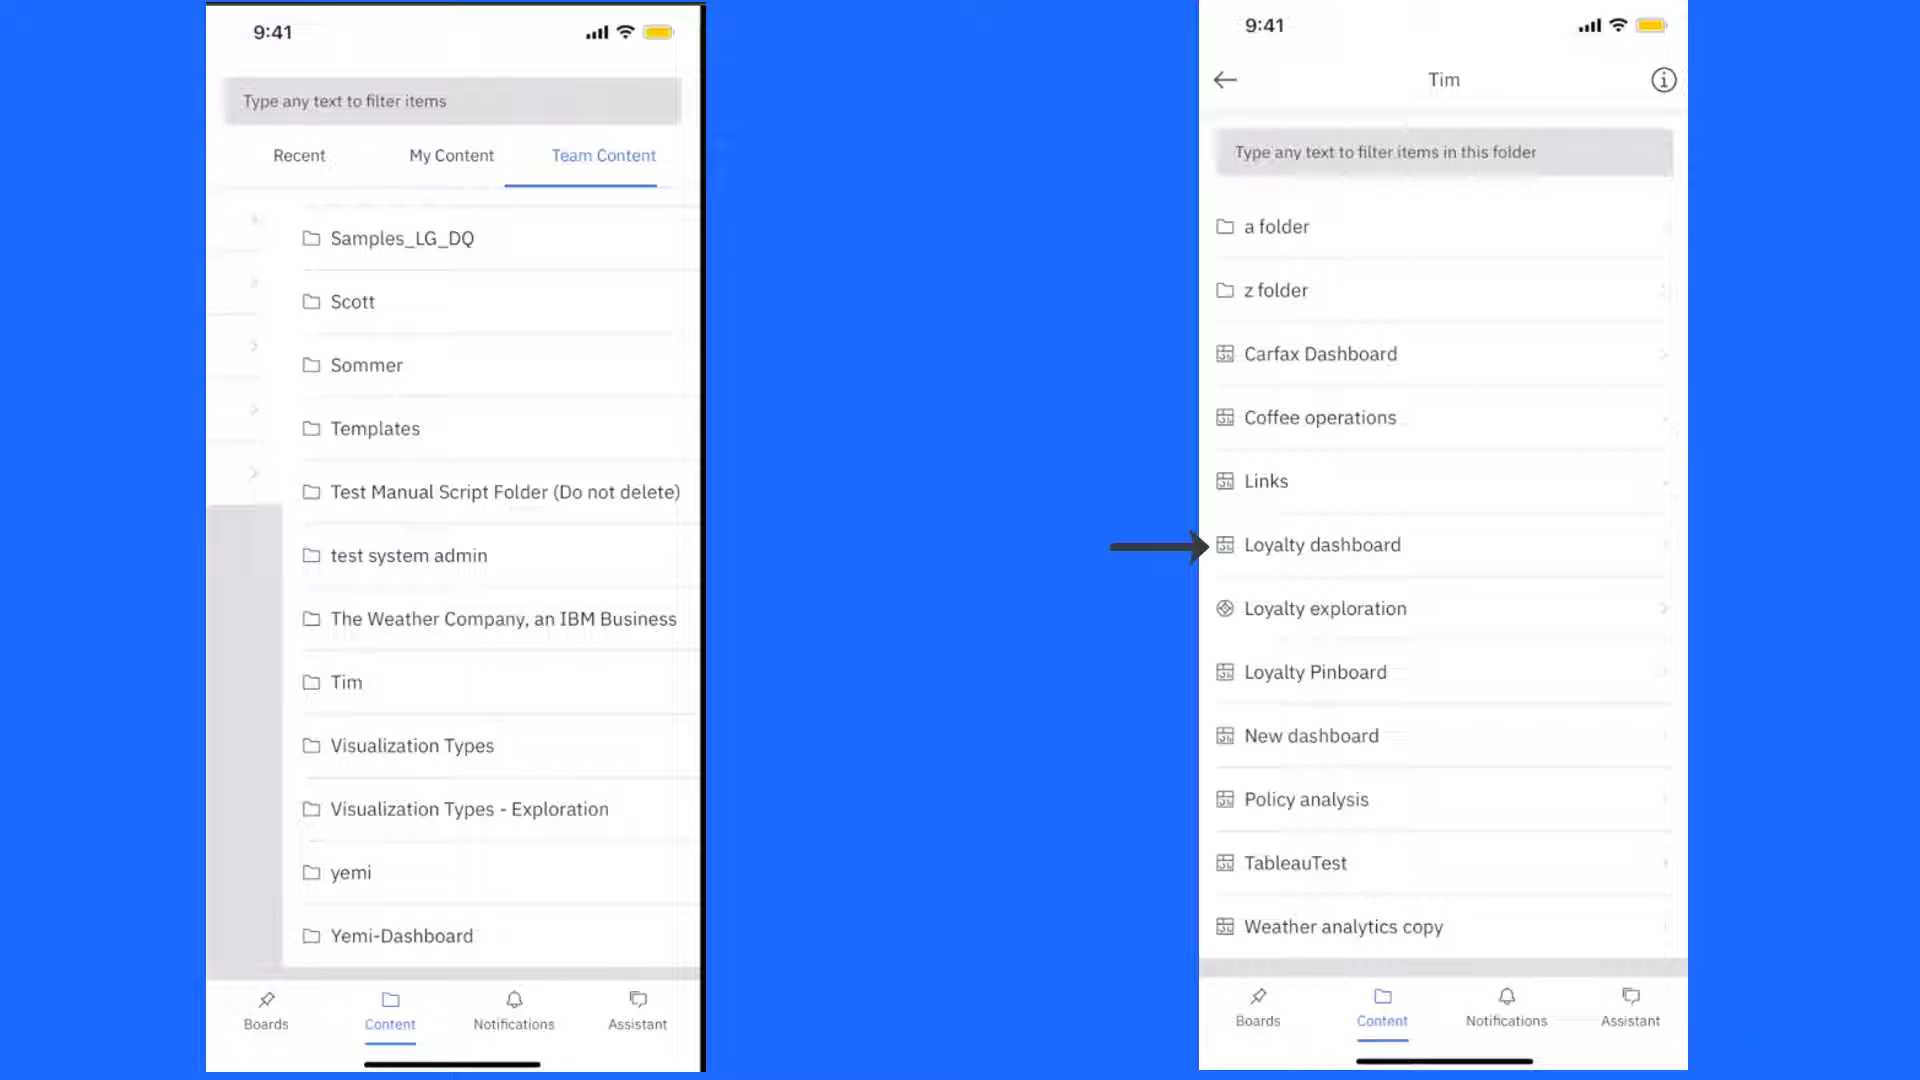 9:41
Type any text to filter items
Recent
My Content
Team Content
Samples_LG_DQ
Scott
Sommer
Templates
Test Manual Script Folder (Do not delete)
test system admin
The Weather Company, an IBM Business
Tim
Visualization Types
Visualization Types - Exploration
yemi
Yemi-Dashboard
Boards
Content
Notifications
Assistant
9:41
Tim
Type any text to filter items in this folder
a folder
z folder
Carfax Dashboard
Coffee operations
Links
Loyalty dashboard
Loyalty exploration
Loyalty Pinboard
New dashboard
Policy analysis
TableauTest
Weather analytics copy
Boards
Content
Notifications
Assistant